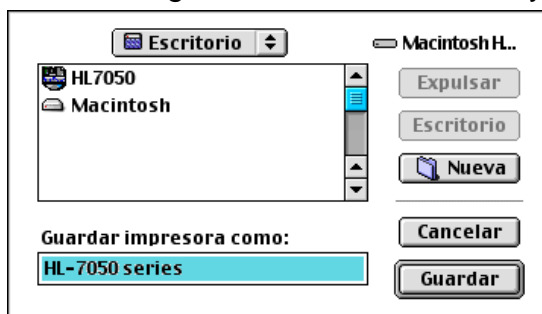 Escritorio
Macintosh H...
HL7050
Macintosh
Expulsar
Escritorio
Nueva
Guardar impresora como:
HL-7050 series
Cancelar
Guardar